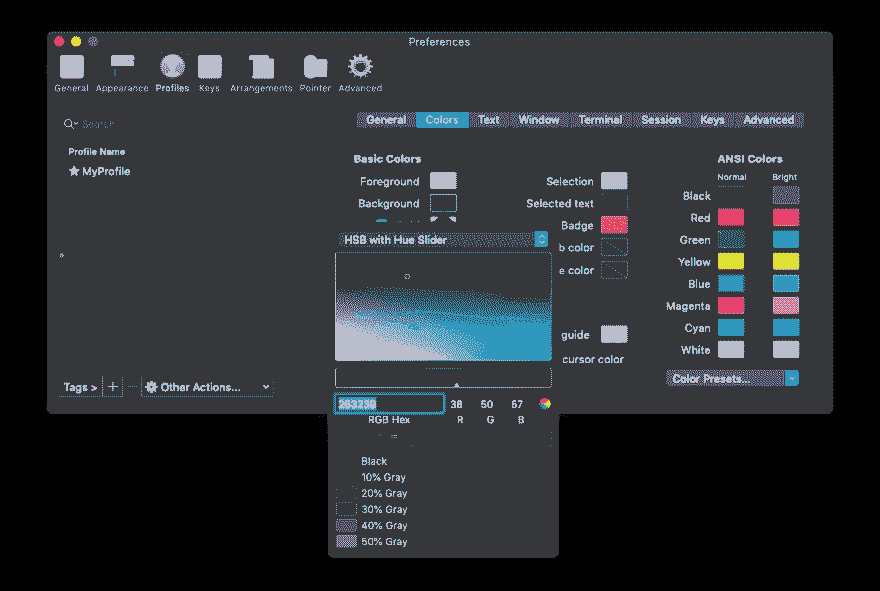 Preferences
General Appearance Profiles Keys Arrangements Pointer Advanced
Search
General Colors Text Window Terminal Session Keys Advanced
Profile Name
★ MyProfile
Basic Colors
Foreground
Background
Selection
Selected text
Badge
b color
e color
guide
cursor color
ANSI Colors
Normal Bright
Black
Red
Green
Yellow
Blue
Magenta
Cyan
White
Color Presets...
HSB with Hue Slider
263238 38 50 57
RGB Hex R G B
Black
10% Gray
20% Gray
30% Gray
40% Gray
50% Gray
Tags > + − Other Actions...